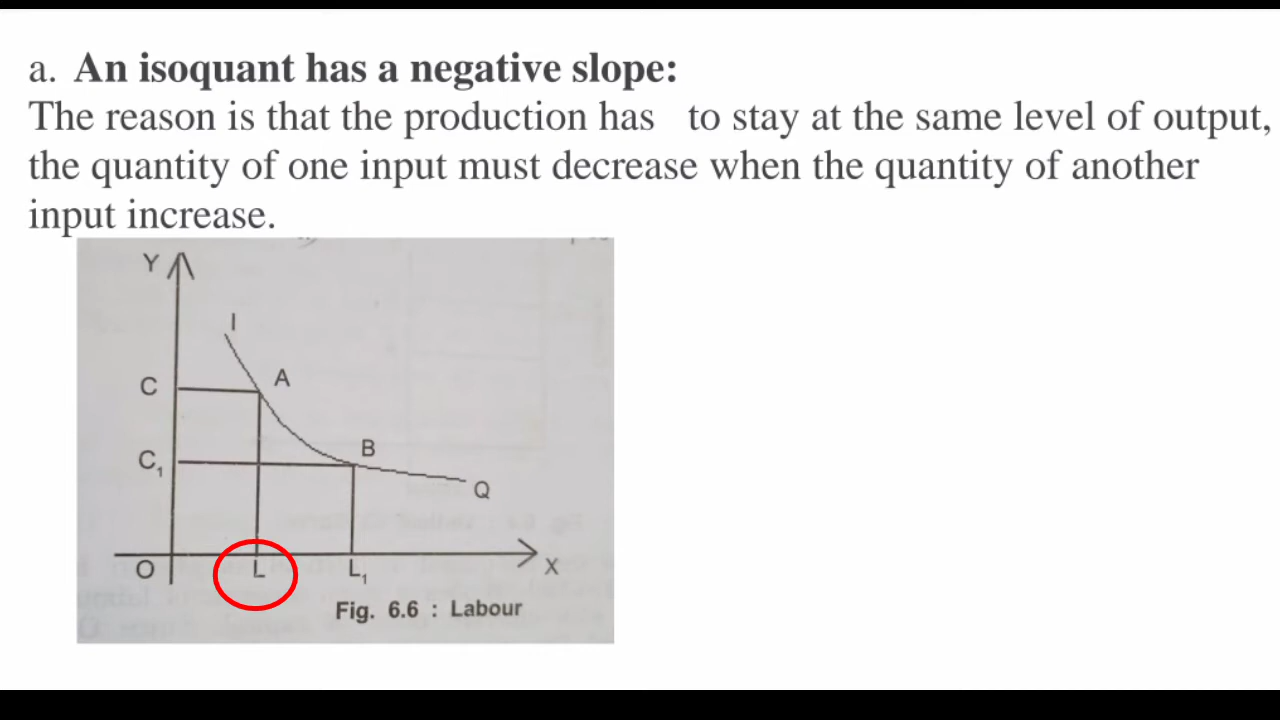 a. An isoquant has a negative slope:
The reason is that the production has to stay at the same level of output,
the quantity of one input must decrease when the quantity of another
input increase.
Y
I
C
A
C₁
B
Q
O
L
L₁
X
Fig. 6.6 : Labour